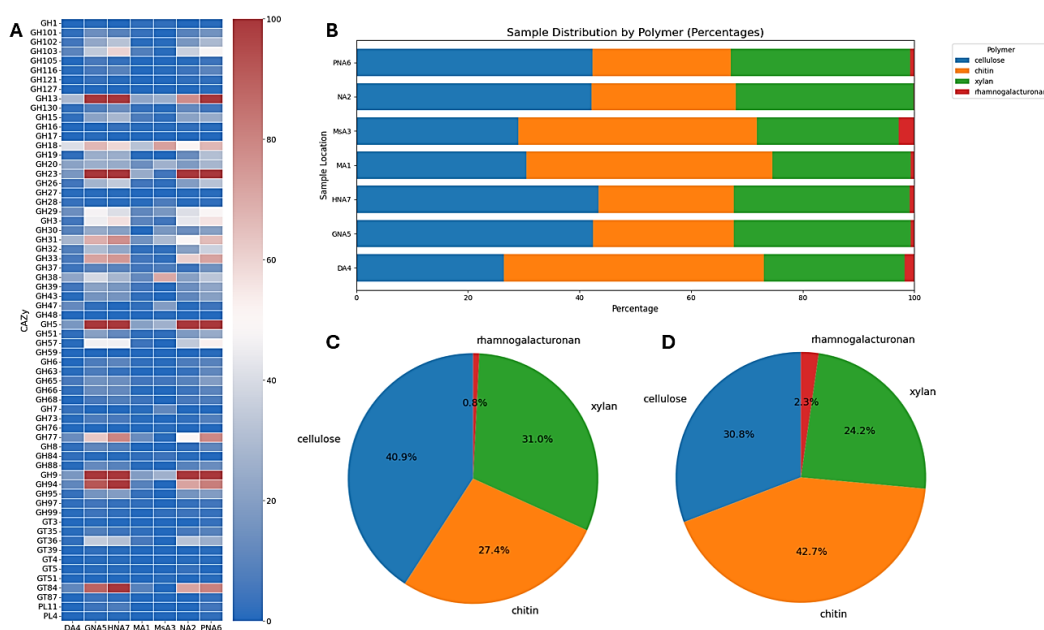 A
GH1
GH101
GH102
GH103
GH105
GH116
GH121
GH127
GH13
GH130
GH15
GH16
GH17
GH18
GH19
GH20
GH23
GH26
GH27
GH28
GH29
GH3
GH30
GH31
GH32
GH33
GH37
GH38
GH39
GH43
GH47
GH48
GH5
GH51
GH57
GH59
GH6
GH63
GH65
GH66
GH68
GH7
GH73
GH76
GH77
GH8
GH84
GH88
GH9
GH94
GH95
GH97
GH99
GT3
GT35
GT36
GT39
GT4
GT5
GT51
GT84
GT87
PL11
PL4
CAZy
DA4 GNA5 HNA7 MA1 MsA3 NA2 PNA6
100
80
60
40
20
0
B
Sample Distribution by Polymer (Percentages)
Sample Location
PNA6
NA2
MsA3
MA1
HNA7
GNA5
DA4
0 20 40 60 80 100
Percentage
Polymer
cellulose
chitin
xylan
rhamnogalacturonan
C
rhamnogalacturonan
0.8%
xylan
31.0%
cellulose
40.9%
27.4%
chitin
D
rhamnogalacturonan
2.3%
xylan
24.2%
cellulose
30.8%
42.7%
chitin